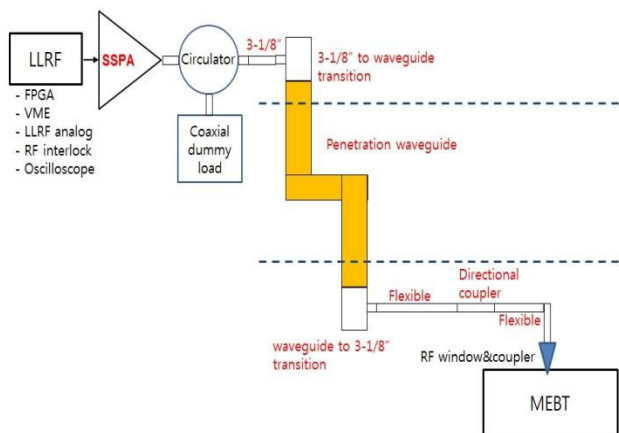 LLRF
SSPA
Circulator
3-1/8"
3-1/8" to waveguide
transition
- FPGA
- VME
- LLRF analog
- RF interlock
- Oscilloscope
Coaxial
dummy
load
Penetration waveguide
Flexible
Directional
coupler
Flexible
waveguide to 3-1/8"
transition
RF window&coupler
MEBT